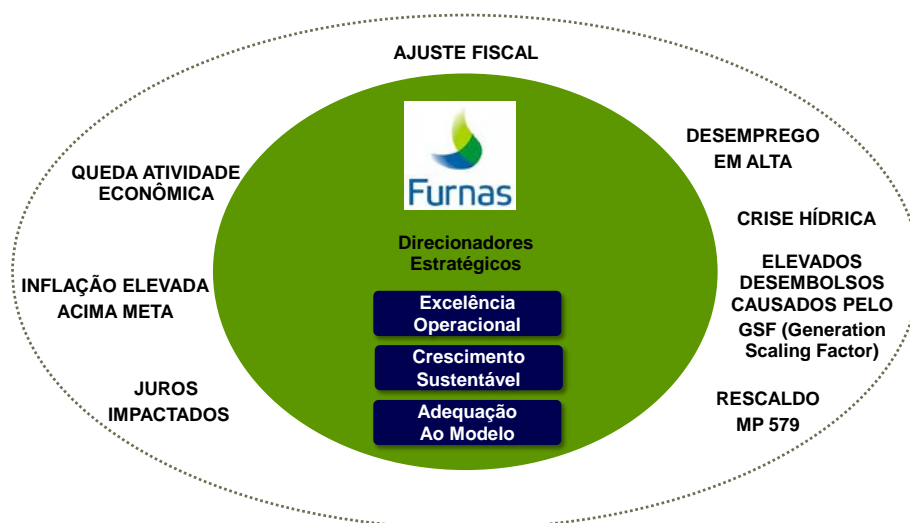 AJUSTE FISCAL
QUEDA ATIVIDADE
ECONÔMICA
INFLAÇÃO ELEVADA
ACIMA META
JUROS
IMPACTADOS
Furnas
Direcionadores
Estratégicos
Excelência
Operacional
Crescimento
Sustentável
Adequação
Ao Modelo
DESEMPREGO
EM ALTA
CRISE HÍDRICA
ELEVADOS
DESEMBOLSOS
CAUSADOS PELO
GSF (Generation
Scaling Factor)
RESCALDO
MP 579